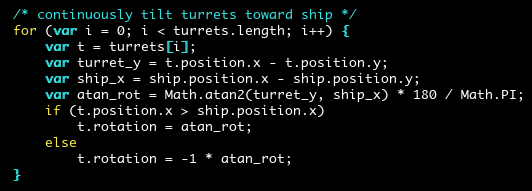 /* continuously tilt turrets toward ship */
for (var i = 0; i < turrets.length; i++) {
    var t = turrets[i];
    var turret_y = t.position.x - t.position.y;
    var ship_x = ship.position.x - ship.position.y;
    var atan_rot = Math.atan2(turret_y, ship_x) * 180 / Math.PI;
    if (t.position.x > ship.position.x)
        t.rotation = atan_rot;
    else
        t.rotation = -1 * atan_rot;
}